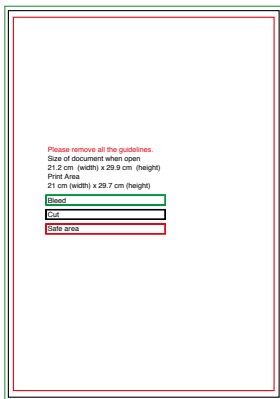 Please remove all the guidelines.
Size of document when open
21.2 cm (width) x 29.9 cm (height)
Print Area
21 cm (width) x 29.7 cm (height)
Bleed
Cut
Safe area